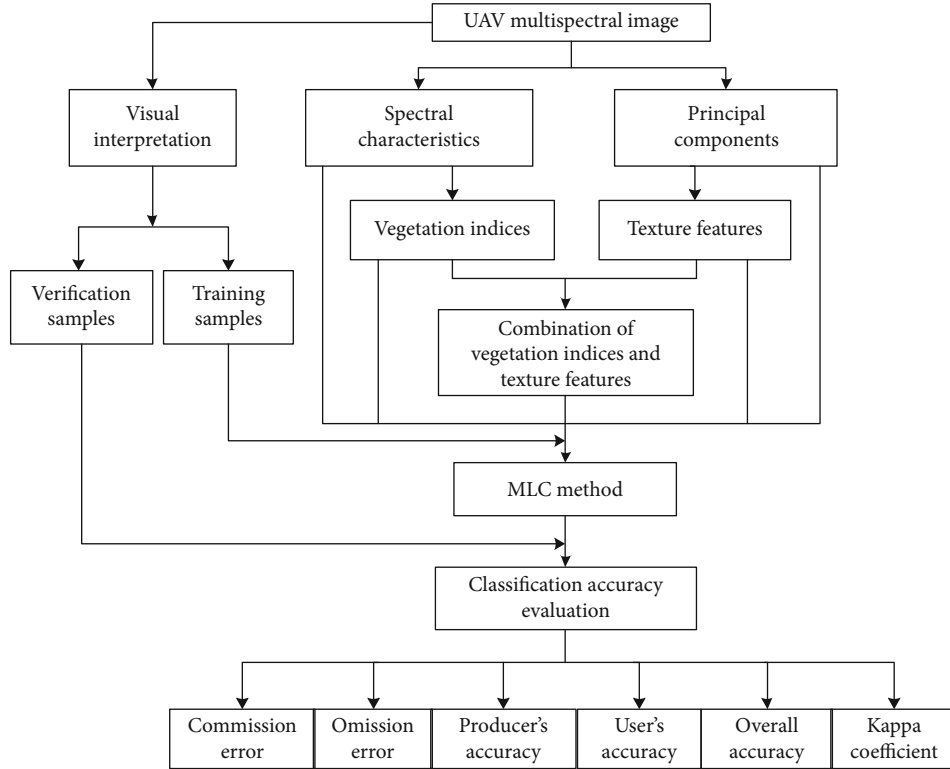 UAV multispectral image
Visual
interpretation
Spectral
characteristics
Principal
components
Vegetation indices
Texture features
Verification
samples
Training
samples
Combination of
vegetation indices and
texture features
MLC method
Classification accuracy
evaluation
Commission
error
Omission
error
Producer's
accuracy
User's
accuracy
Overall
accuracy
Kappa
coefficient